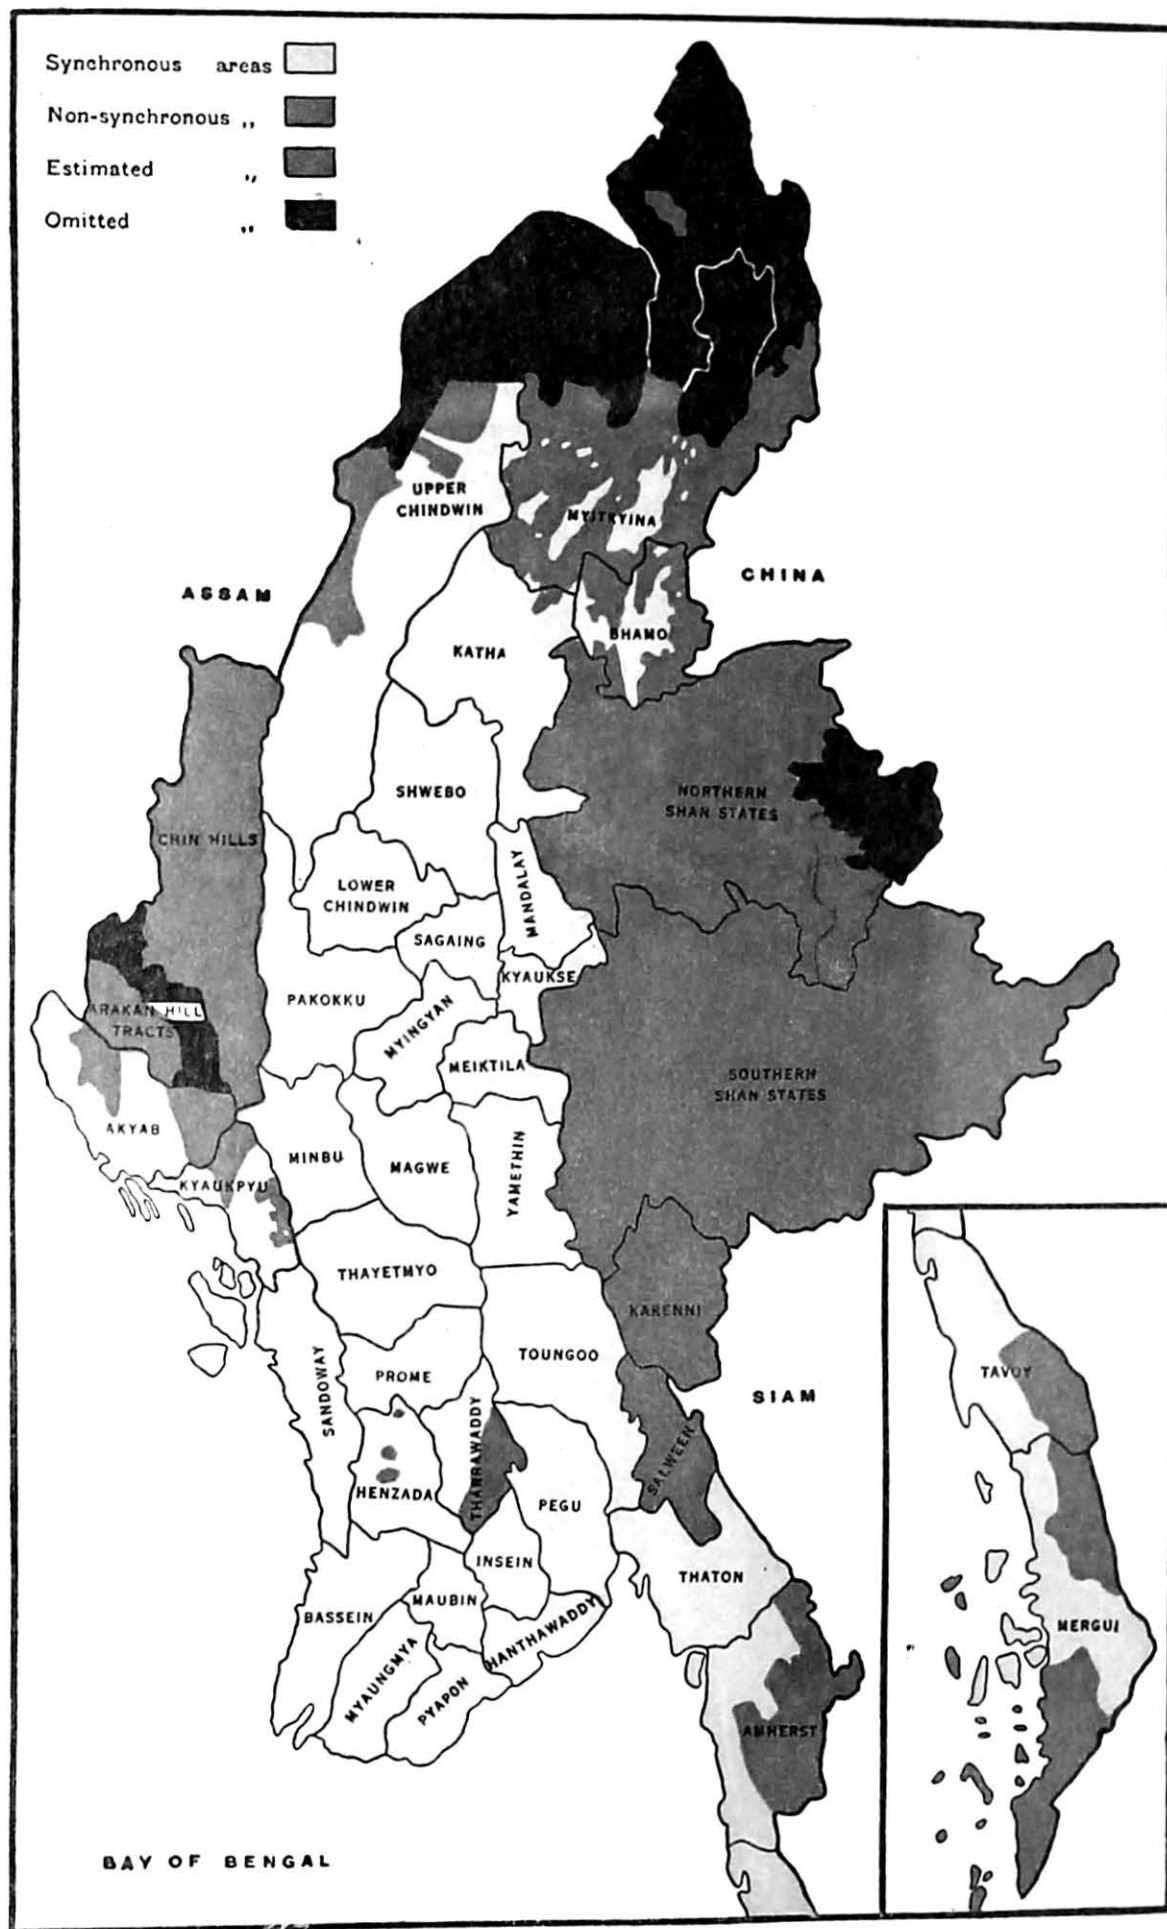 Synchronous areas
Non-synchronous ,,
Estimated ,,
Omitted ,,
UPPER
CHINDWIN
MYITKYINA
ASSAM
CHINA
BHAMO
KATHA
SHWEBO
NORTHERN
SHAN STATES
CHIN HILLS
LOWER
CHINDWIN
MANDALAY
SAGAING
KYAUKSE
PAKOKKU
ARAKAN HILL
TRACTS
MYINGYAN
MEIKTILA
SOUTHERN
SHAN STATES
AKYAB
MINBU
MAGWE
YAMETHIN
KYAUKPYU
THAYETMYO
KARENNI
TOUNGOO
SANDOWAY
PROME
SIAM
TAVOY
THARRAWADDY
SALWEEN
HENZADA
PEGU
INSEIN
THATON
MAUBIN
BASSEIN
HANTHAWADDY
MERGUI
MYAUNGMYA
PYAPON
AMHERST
BAY OF BENGAL